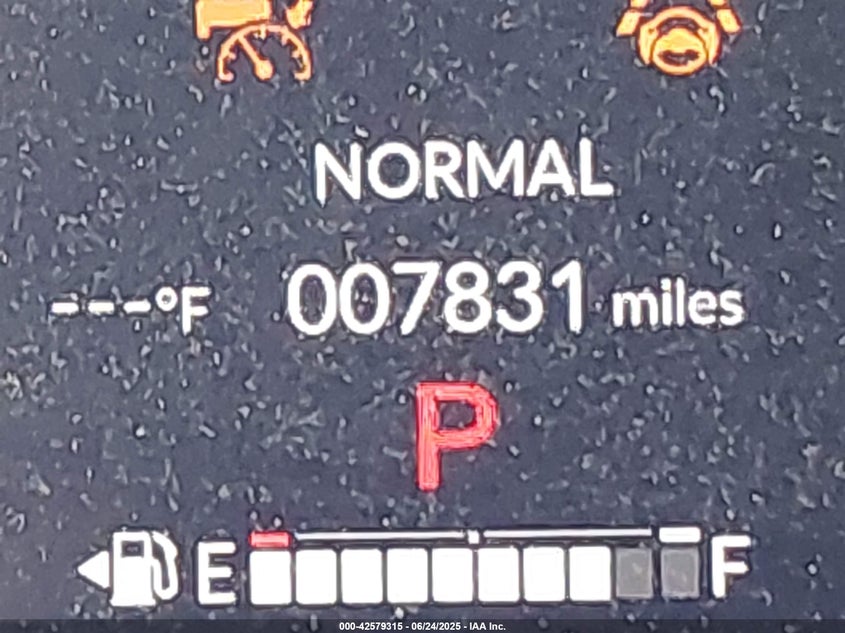 NORMAL
---°F 007831 miles
P
E F
000-42579315 - 06/24/2025 - IAA Inc.